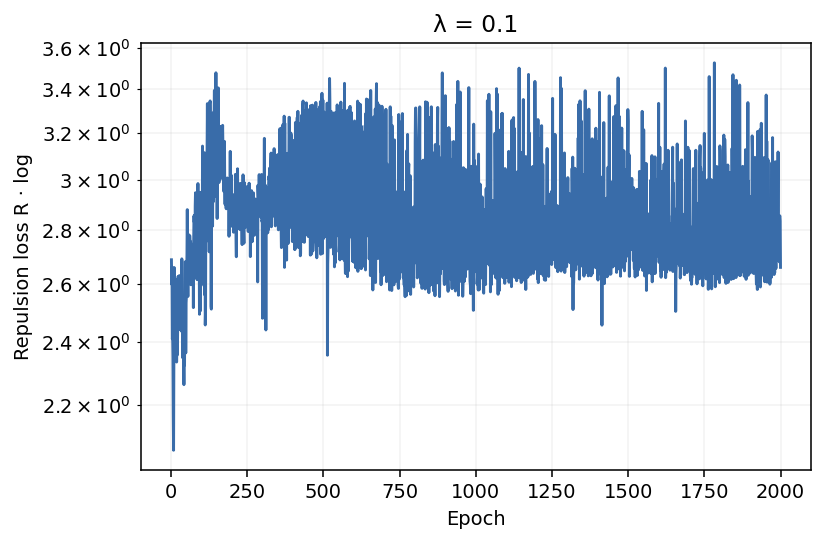 λ = 0.1
Repulsion loss R · log
3.6 × 10⁰
3.4 × 10⁰
3.2 × 10⁰
3 × 10⁰
2.8 × 10⁰
2.6 × 10⁰
2.4 × 10⁰
2.2 × 10⁰
0 250 500 750 1000 1250 1500 1750 2000
Epoch